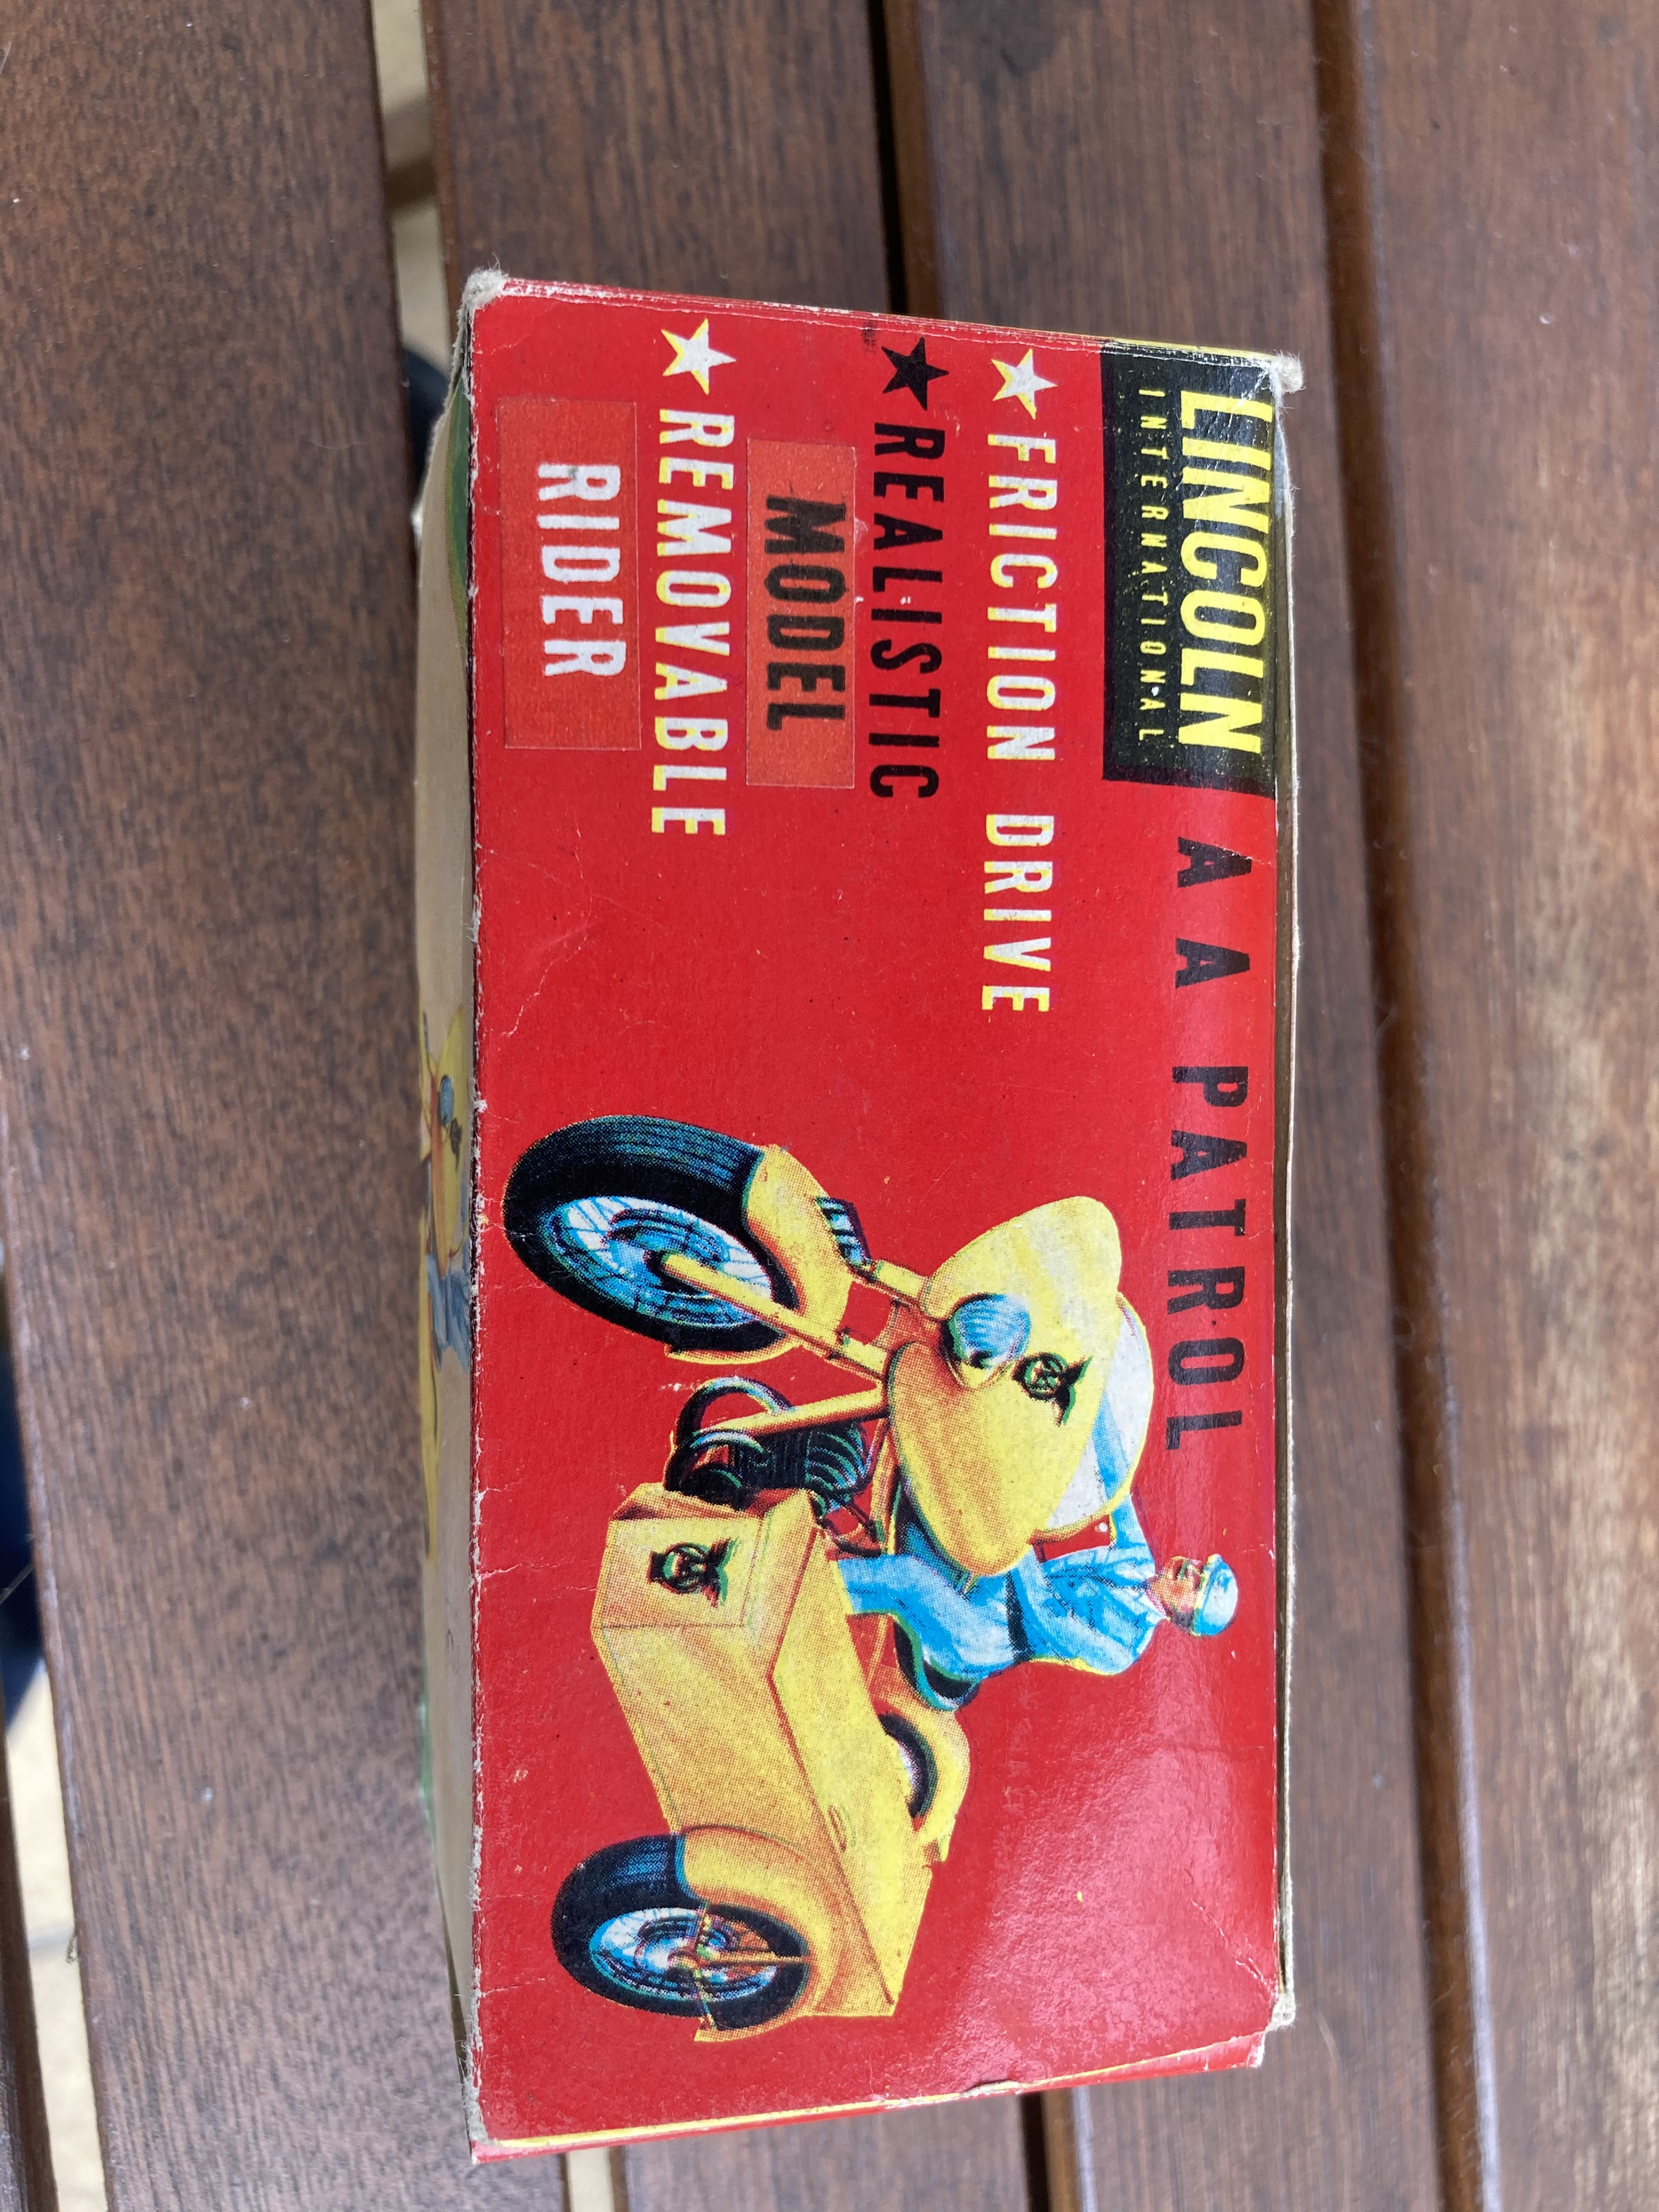 LINCOLN
INTERNATIONAL
A A PATROL
FRICTION DRIVE
REALISTIC
MODEL
REMOVABLE
RIDER